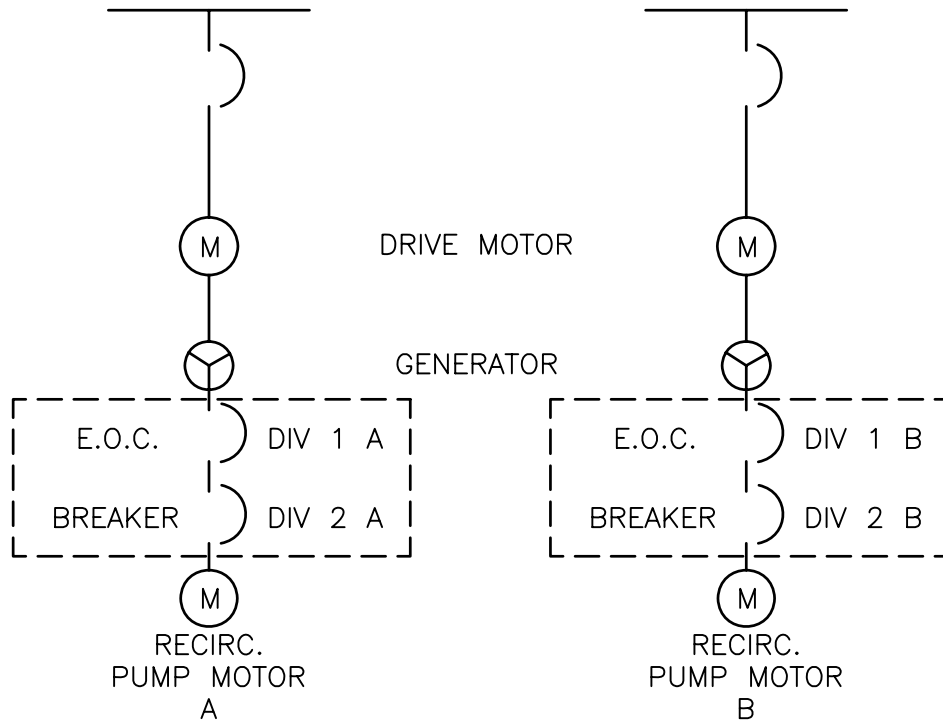 M
DRIVE MOTOR
M
GENERATOR
E.O.C.
DIV 1 A
E.O.C.
DIV 1 B
BREAKER
DIV 2 A
BREAKER
DIV 2 B
M
M
RECIRC.
PUMP MOTOR
A
RECIRC.
PUMP MOTOR
B